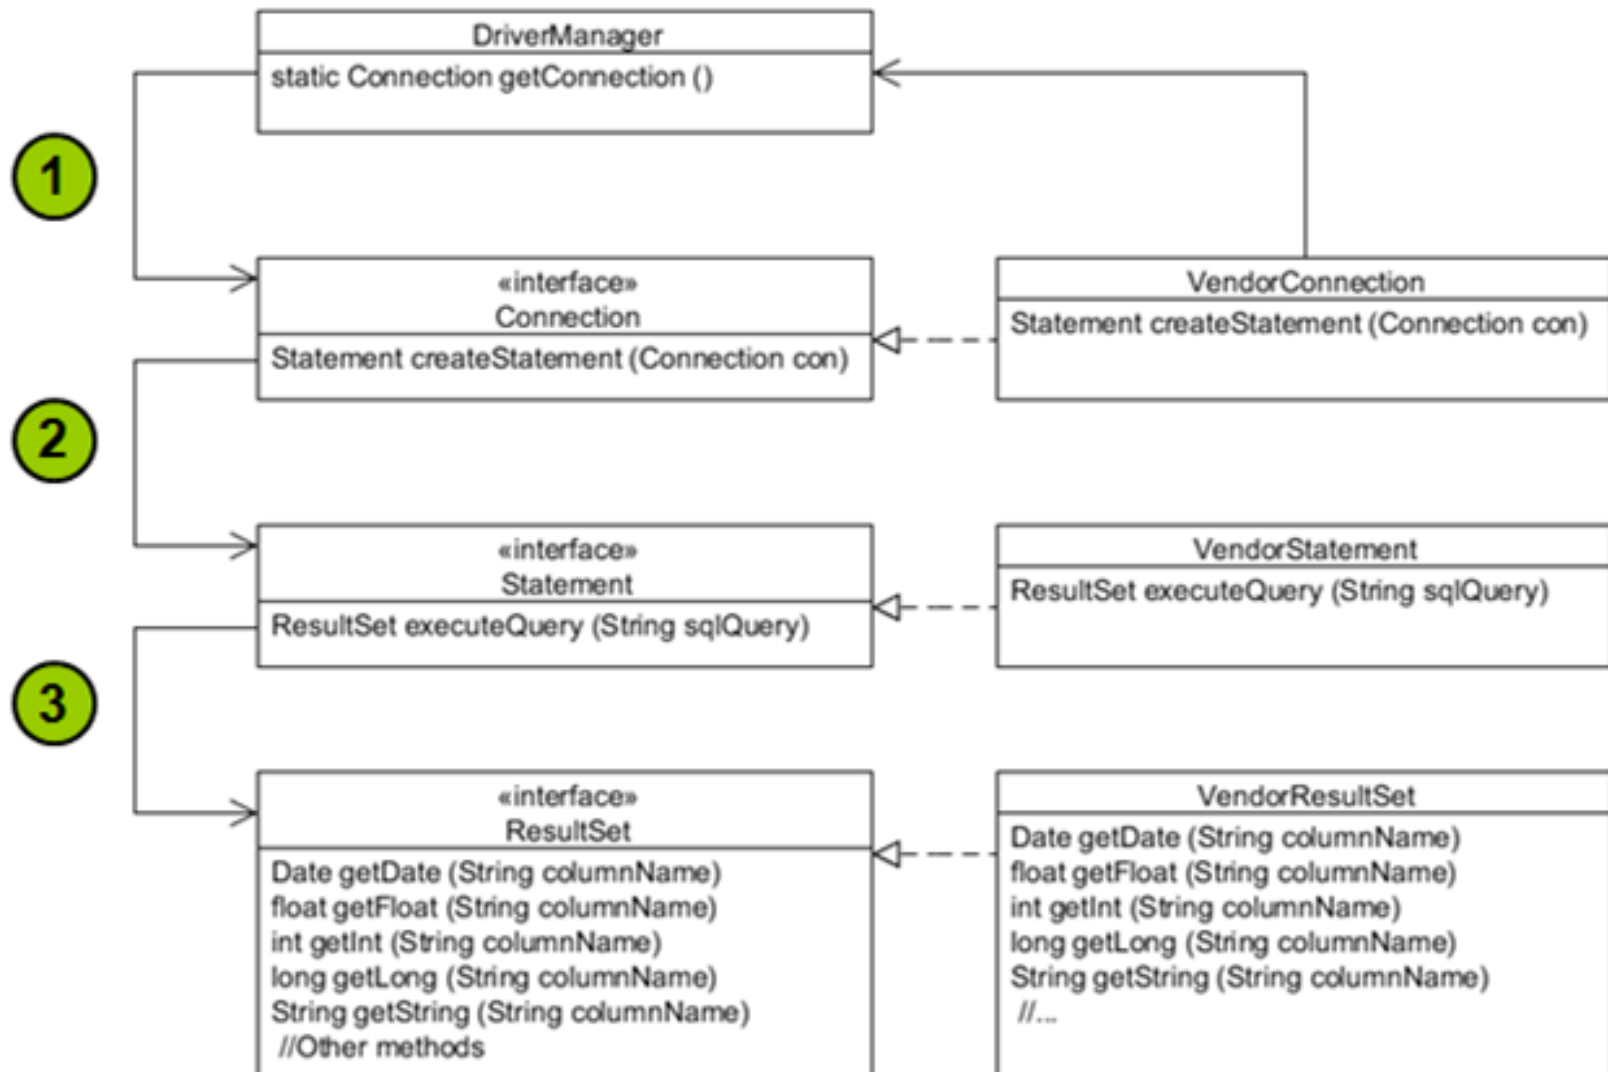 DriverManager
static Connection getConnection ()
1
«interface»
Connection
Statement createStatement (Connection con)
VendorConnection
Statement createStatement (Connection con)
2
«interface»
Statement
ResultSet executeQuery (String sqlQuery)
VendorStatement
ResultSet executeQuery (String sqlQuery)
3
«interface»
ResultSet
Date getDate (String columnName)
float getFloat (String columnName)
int getInt (String columnName)
long getLong (String columnName)
String getString (String columnName)
//Other methods
VendorResultSet
Date getDate (String columnName)
float getFloat (String columnName)
int getInt (String columnName)
long getLong (String columnName)
String getString (String columnName)
//...